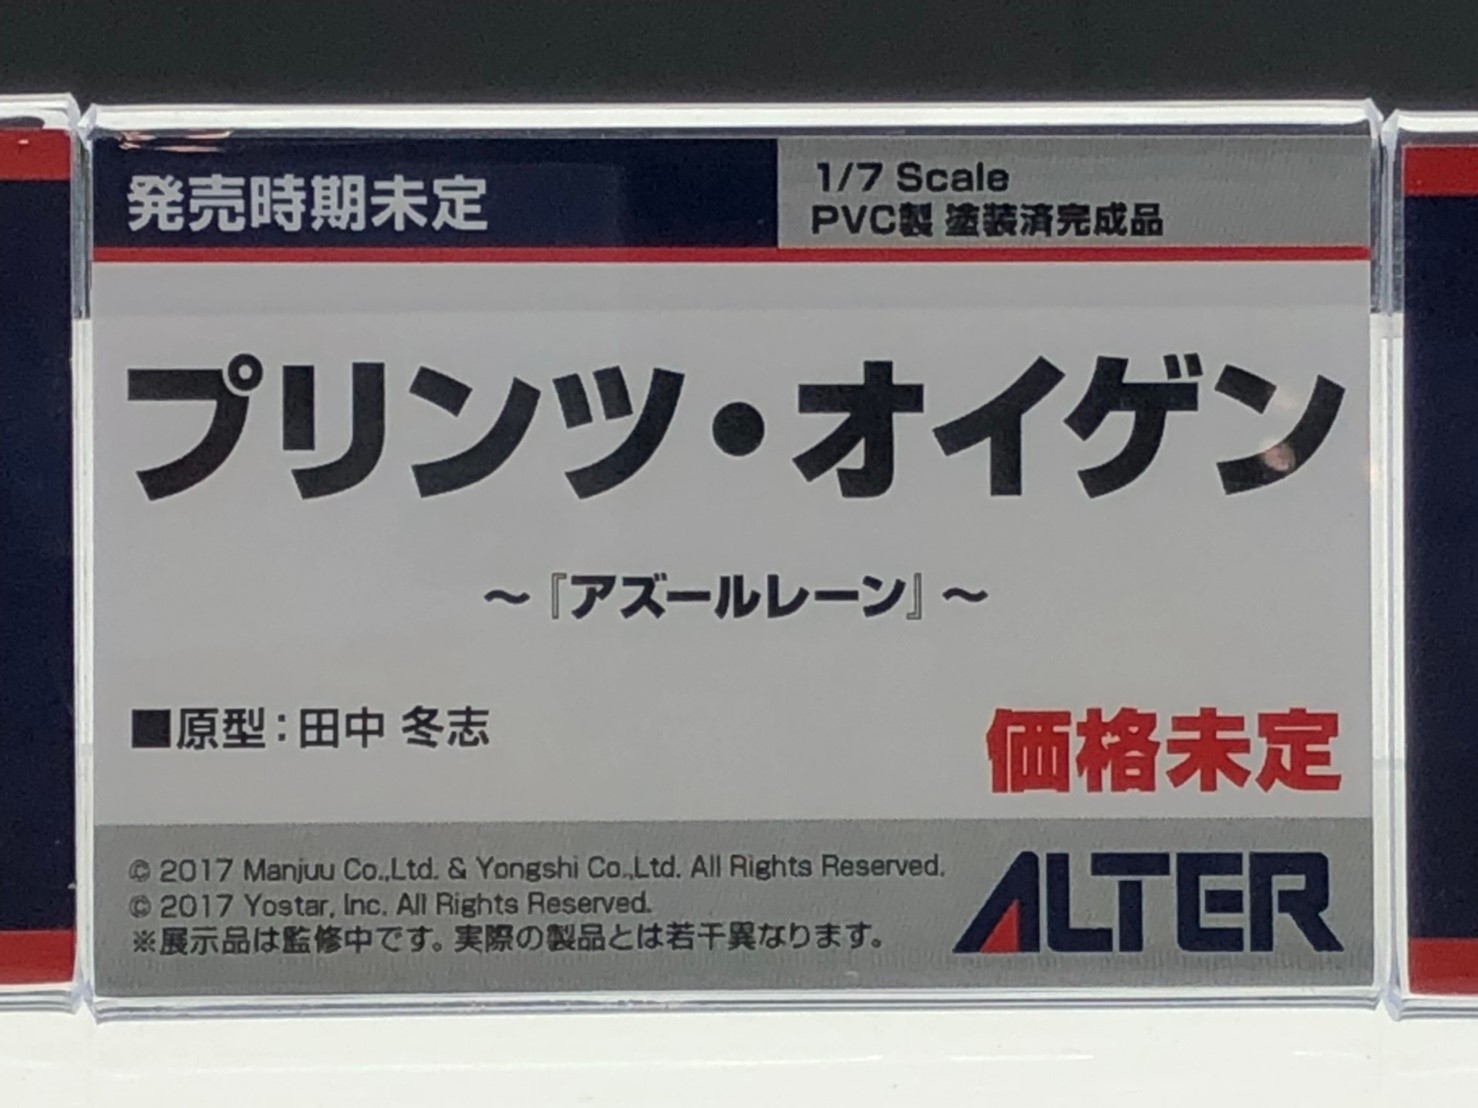 発売時期未定
1/7 Scale
PVC製 塗装済完成品
プリンツ・オイゲン
～『アズールレーン』～
■原型：田中 冬志
価格未定
© 2017 Manjuu Co.,Ltd. & Yongshi Co.,Ltd. All Rights Reserved.
© 2017 Yostar, Inc. All Rights Reserved.
※展示品は監修中です。実際の製品とは若干異なります。
ALTER